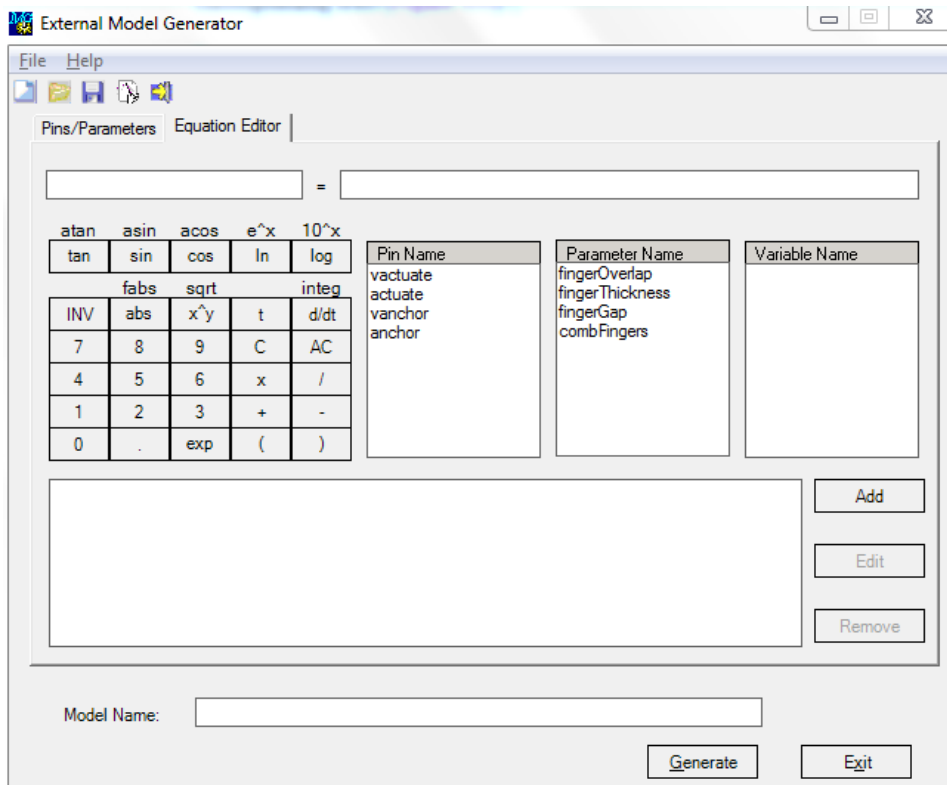 External Model Generator
File Help
Pins/Parameters Equation Editor
=
atan asin acos e^x 10^x
tan sin cos ln log
fabs sqrt integ
INV abs x^y t d/dt
7 8 9 C AC
4 5 6 x /
1 2 3 + -
0 . exp ( )
Pin Name
vactuate
actuate
vanchor
anchor
Parameter Name
fingerOverlap
fingerThickness
fingerGap
combFingers
Variable Name
Add
Edit
Remove
Model Name:
Generate Exit